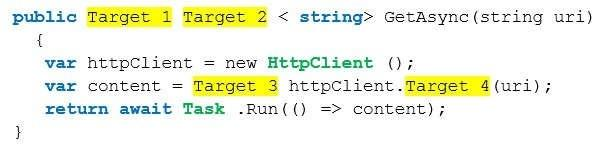 public Target 1 Target 2 < string> GetAsync(string uri)
{
var httpClient = new HttpClient ();
var content = Target 3 httpClient.Target 4(uri);
return await Task .Run(() => content);
}